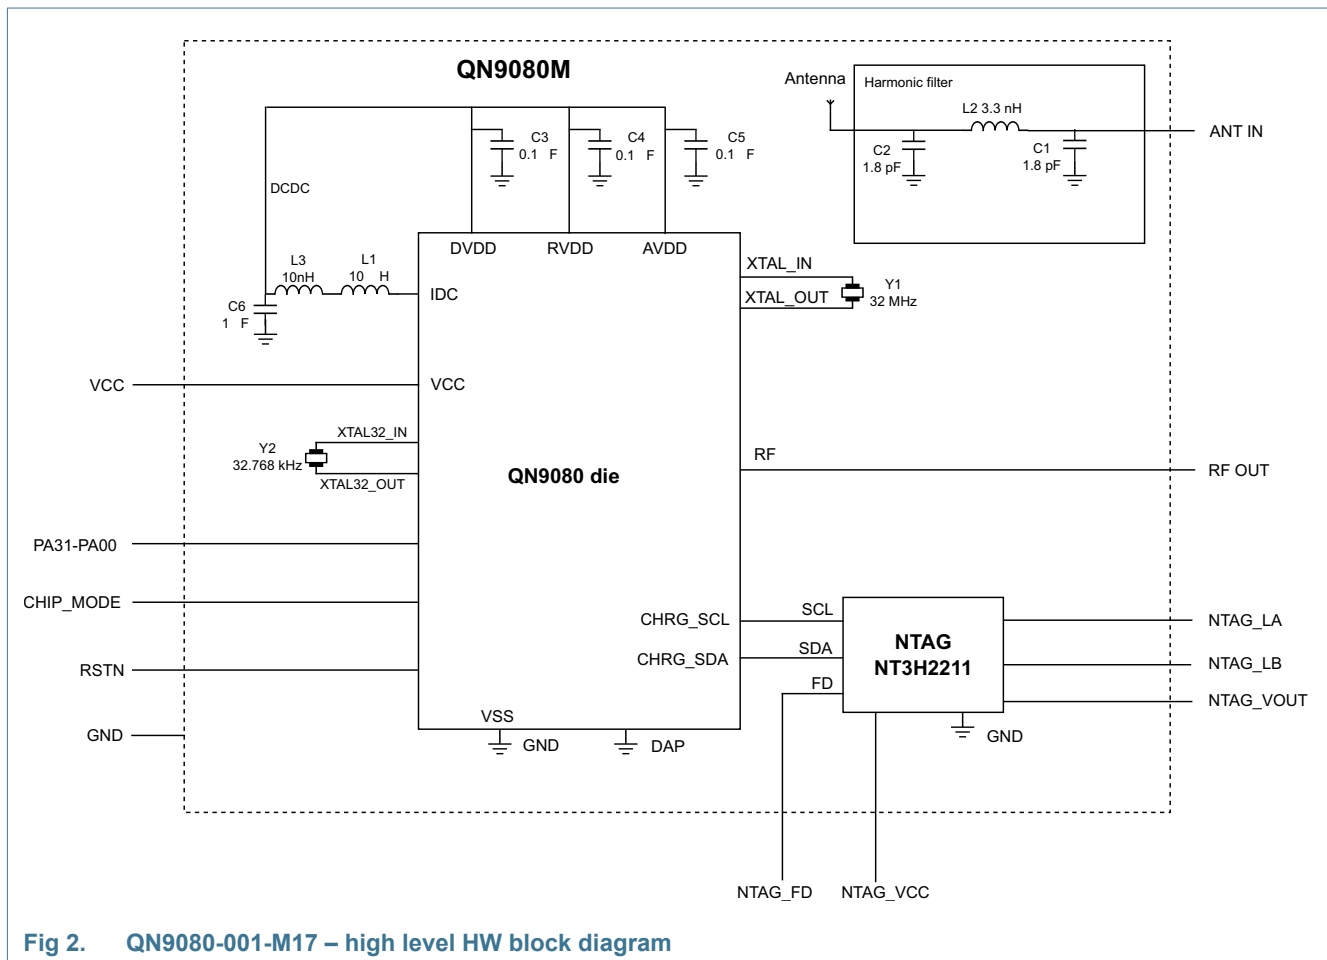 QN9080M
Antenna
Harmonic filter
L2 3.3 nH
C2
1.8 pF
C1
1.8 pF
ANT IN
C3
0.1 F
C4
0.1 F
C5
0.1 F
DCDC
DVDD
RVDD
AVDD
L3
10nH
L1
10 H
IDC
C6
1 F
XTAL_IN
XTAL_OUT
Y1
32 MHz
VCC
VCC
XTAL32_IN
Y2
32.768 kHz
XTAL32_OUT
QN9080 die
RF
RF OUT
PA31-PA00
CHIP_MODE
RSTN
GND
CHRG_SCL
CHRG_SDA
SCL
SDA
FD
NTAG
NT3H2211
NTAG_LA
NTAG_LB
NTAG_VOUT
VSS
GND
DAP
GND
NTAG_FD
NTAG_VCC
Fig 2. QN9080-001-M17 – high level HW block diagram